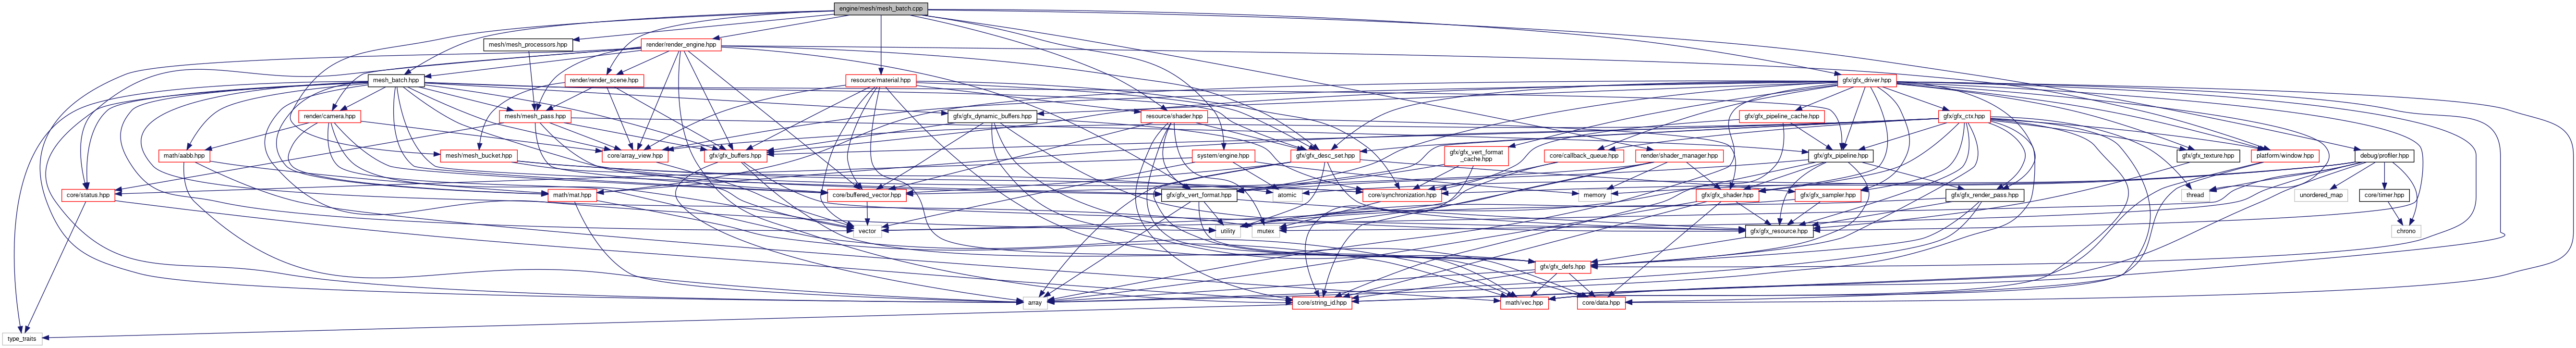 engine/mesh/mesh_batch.cpp
mesh/mesh_processors.hpp
render/render_engine.hpp
mesh_batch.hpp
render/render_scene.hpp
resource/material.hpp
gfx/gfx_driver.hpp
render/camera.hpp
mesh/mesh_pass.hpp
gfx/gfx_dynamic_buffers.hpp
resource/shader.hpp
gfx/gfx_pipeline_cache.hpp
gfx/gfx_ctx.hpp
math/aabb.hpp
mesh/mesh_bucket.hpp
core/array_view.hpp
gfx/gfx_buffers.hpp
system/engine.hpp
gfx/gfx_desc_set.hpp
gfx/gfx_vert_format
_cache.hpp
core/callback_queue.hpp
render/shader_manager.hpp
gfx/gfx_pipeline.hpp
gfx/gfx_texture.hpp
platform/window.hpp
debug/profiler.hpp
core/status.hpp
math/mat.hpp
core/buffered_vector.hpp
gfx/gfx_vert_format.hpp
atomic
core/synchronization.hpp
memory
gfx/gfx_shader.hpp
gfx/gfx_sampler.hpp
gfx/gfx_render_pass.hpp
thread
unordered_map
core/timer.hpp
vector
utility
mutex
gfx/gfx_resource.hpp
chrono
gfx/gfx_defs.hpp
array
core/string_id.hpp
math/vec.hpp
core/data.hpp
type_traits